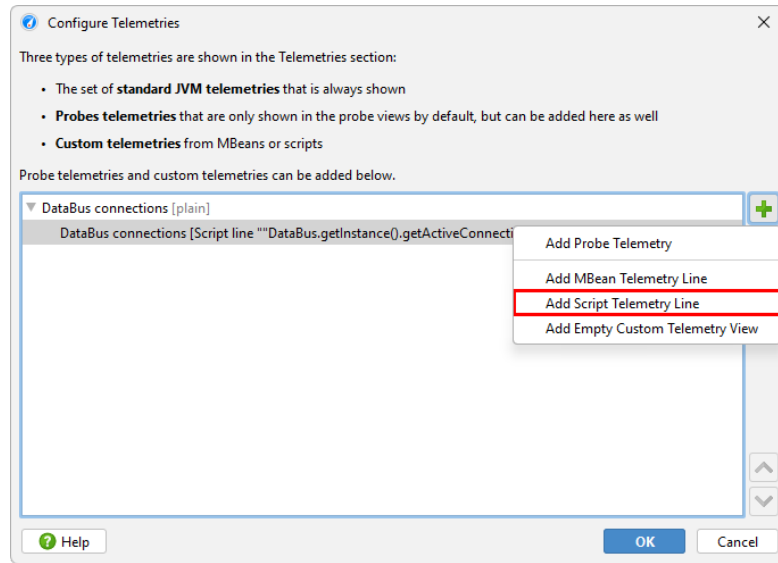 Configure Telemetries
Three types of telemetries are shown in the Telemetries section:
• The set of standard JVM telemetries that is always shown
• Probes telemetries that are only shown in the probe views by default, but can be added here as well
• Custom telemetries from MBeans or scripts
Probe telemetries and custom telemetries can be added below.
DataBus connections [plain]
DataBus connections [Script line ""DataBus.getInstance().getActiveConnecti
Add Probe Telemetry
Add MBean Telemetry Line
Add Script Telemetry Line
Add Empty Custom Telemetry View
Help
OK
Cancel